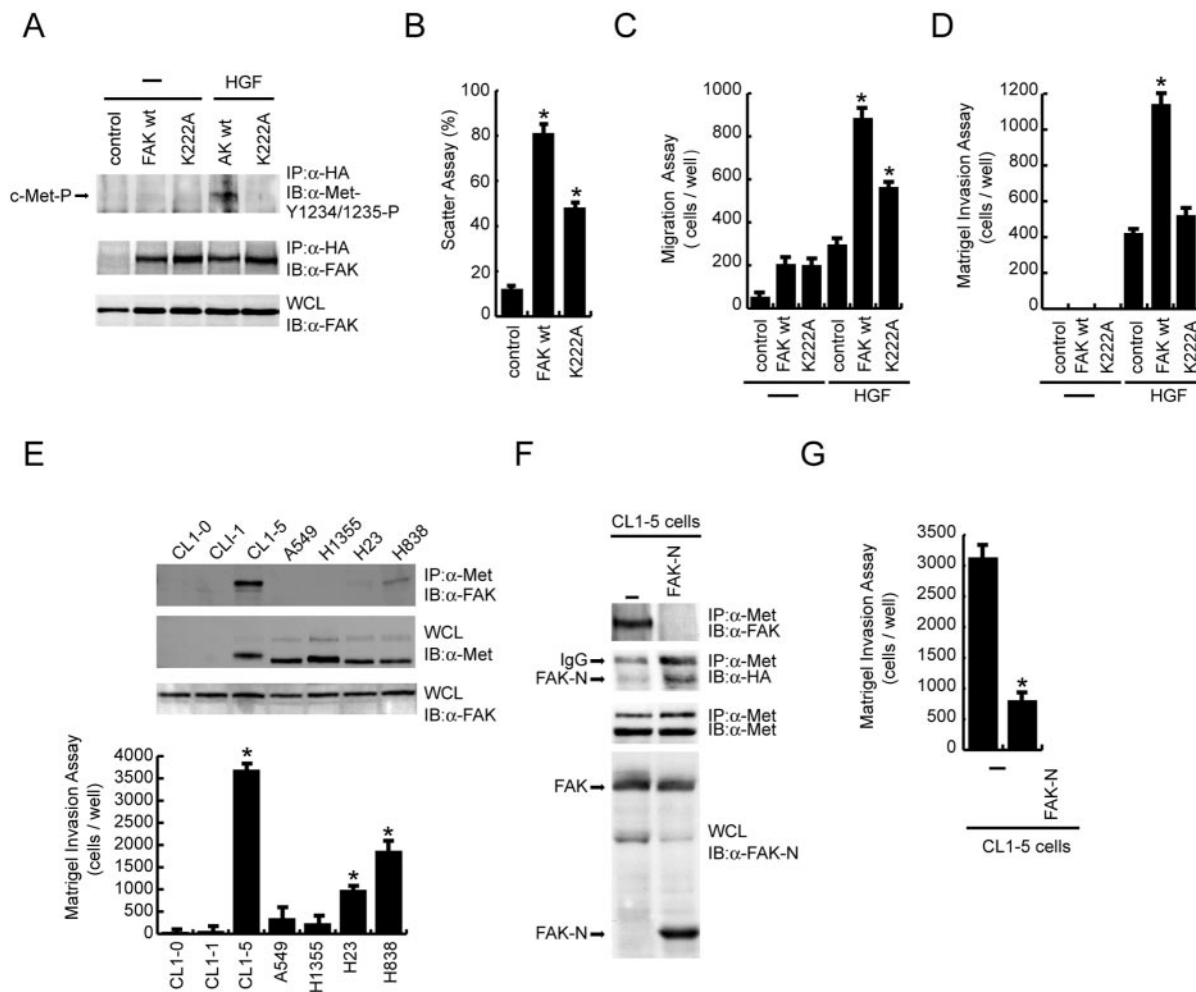 A
—
HGF
control
FAK wt
K222A
AK wt
K222A
c-Met-P
IP:α-HA
IB:α-Met-
Y1234/1235-P
IP:α-HA
IB:α-FAK
WCL
IB:α-FAK
B
Scatter Assay (%)
100
80
60
40
20
0
control
FAK wt
K222A
*
*
C
Migration Assay
( cells / well)
1000
800
600
400
200
0
*
*
control
FAK wt
K222A
control
FAK wt
K222A
—
HGF
D
Matrigel Invasion Assay
(cells / well)
1200
1000
800
600
400
200
0
*
control
FAK wt
K222A
control
FAK wt
K222A
—
HGF
E
CL1-0
CLI-1
CL1-5
A549
H1355
H23
H838
IP:α-Met
IB:α-FAK
WCL
IB:α-Met
WCL
IB:α-FAK
Matrigel Invasion Assay
(cells / well)
4000
3500
3000
2500
2000
1500
1000
500
0
*
*
*
CL1-0
CL1-1
CL1-5
A549
H1355
H23
H838
F
CL1-5 cells
–
FAK-N
IP:α-Met
IB:α-FAK
IgG
FAK-N
IP:α-Met
IB:α-HA
IP:α-Met
IB:α-Met
FAK
WCL
IB:α-FAK-N
FAK-N
G
Matrigel Invasion Assay
(cells / well)
3500
3000
2500
2000
1500
1000
500
0
*
–
FAK-N
CL1-5 cells